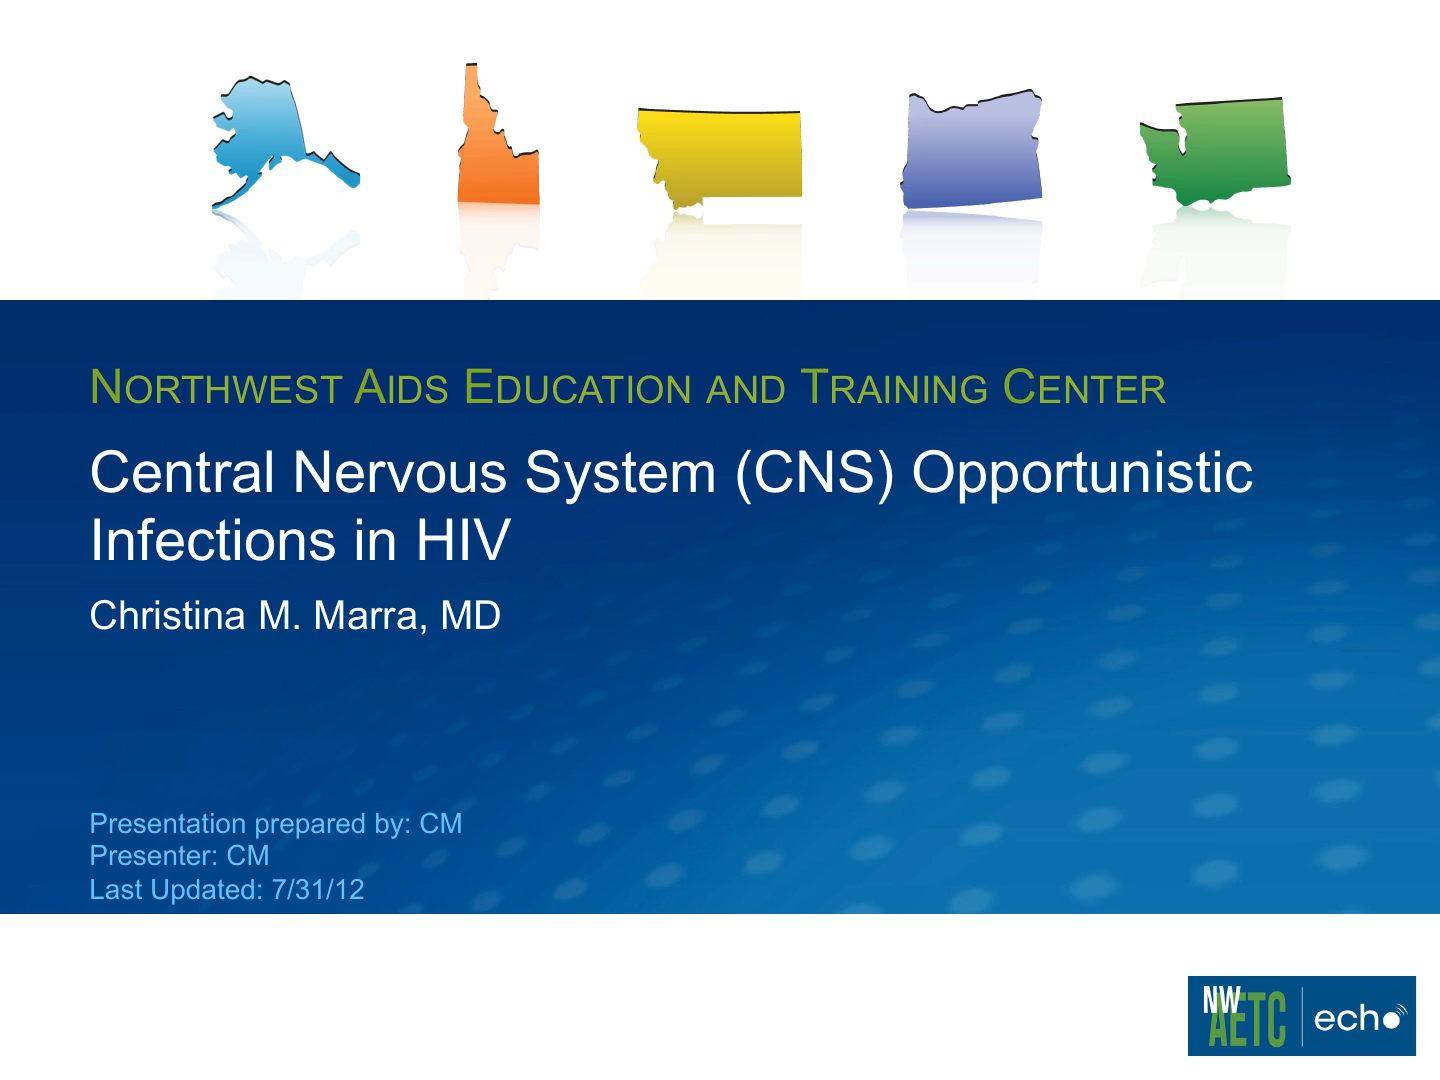 NORTHWEST AIDS EDUCATION AND TRAINING CENTER
Central Nervous System (CNS) Opportunistic
Infections in HIV
Christina M. Marra, MD
Presentation prepared by: CM
Presenter: CM
Last Updated: 7/31/12
NW
AETC
echo